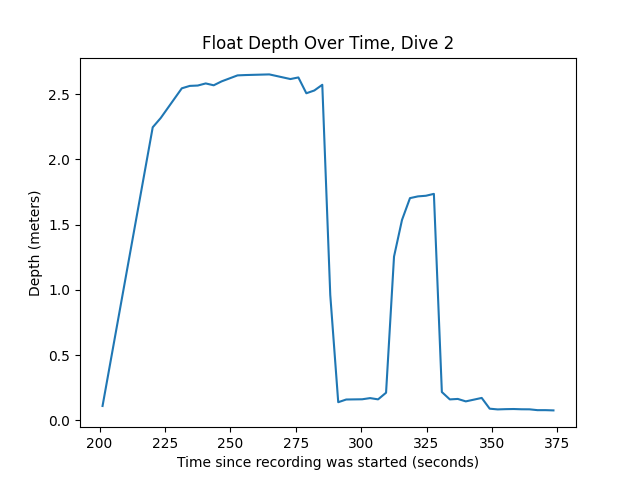 Float Depth Over Time, Dive 2
Depth (meters)
2.5
2.0
1.5
1.0
0.5
0.0
200 225 250 275 300 325 350 375
Time since recording was started (seconds)